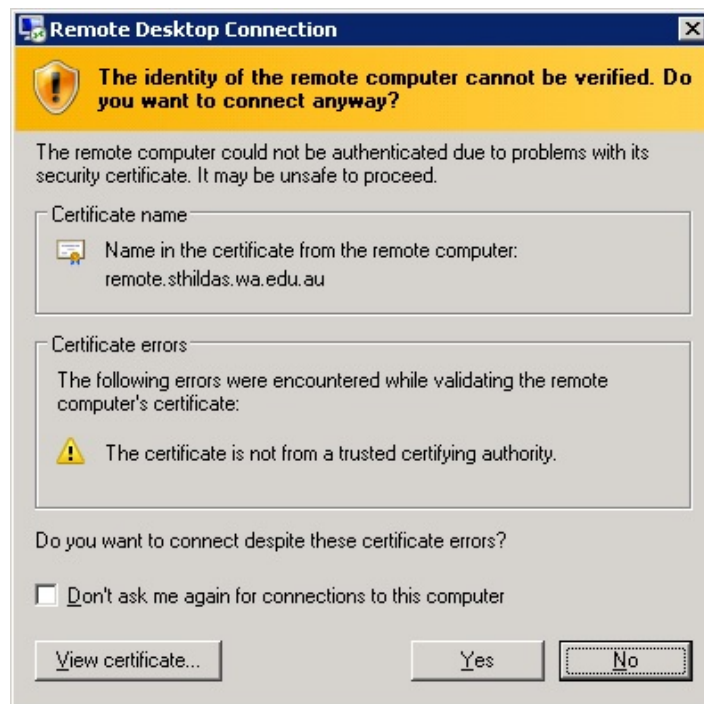 Remote Desktop Connection
The identity of the remote computer cannot be verified. Do
you want to connect anyway?
The remote computer could not be authenticated due to problems with its
security certificate. It may be unsafe to proceed.
Certificate name
Name in the certificate from the remote computer:
remote.sthildas.wa.edu.au
Certificate errors
The following errors were encountered while validating the remote
computer's certificate:
The certificate is not from a trusted certifying authority.
Do you want to connect despite these certificate errors?
Don't ask me again for connections to this computer
View certificate... Yes No